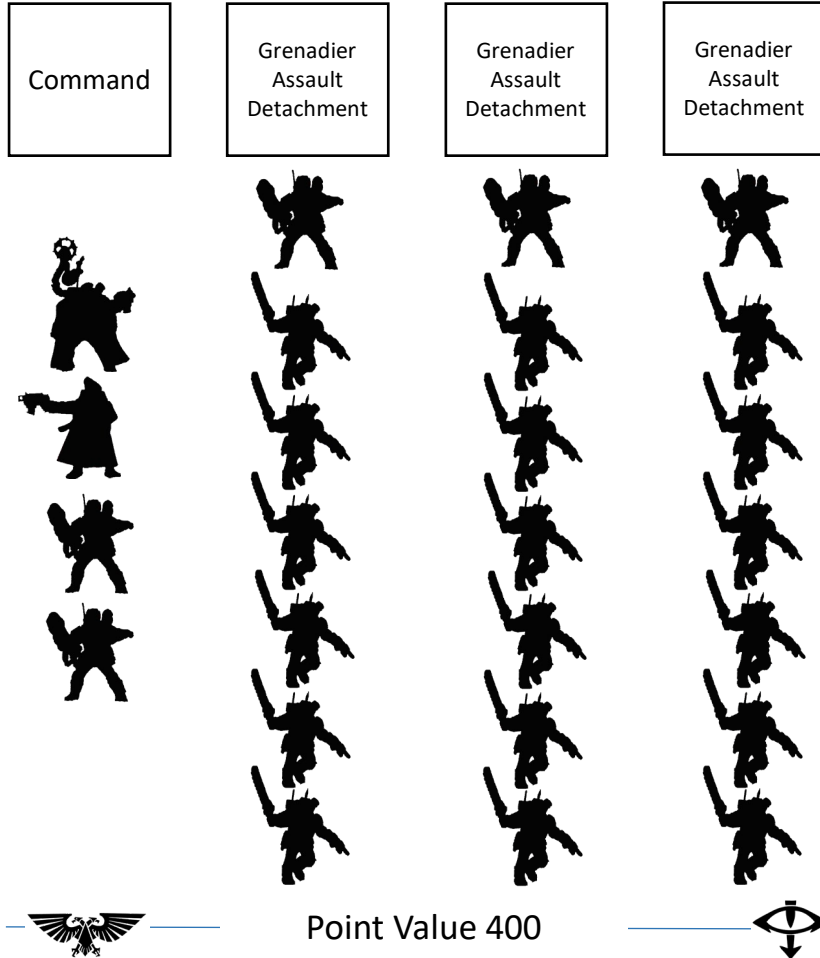 Command
Grenadier
Assault
Detachment
Grenadier
Assault
Detachment
Grenadier
Assault
Detachment
Point Value 400